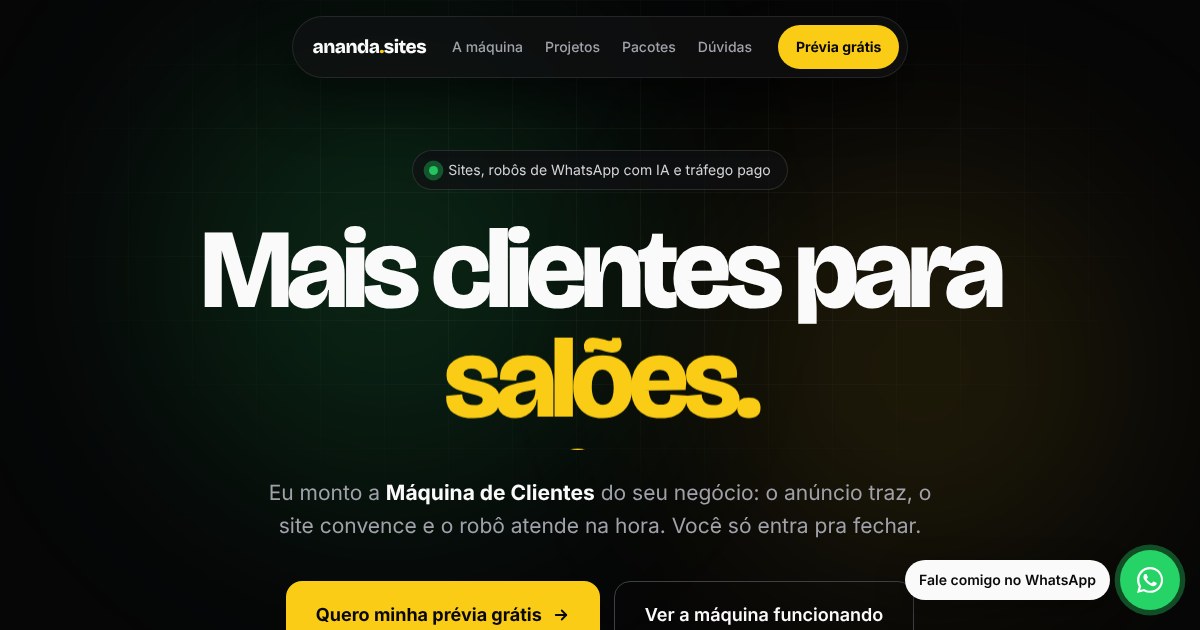 ananda.sites
A máquina
Projetos
Pacotes
Dúvidas
Prévia grátis
Sites, robôs de WhatsApp com IA e tráfego pago
Mais clientes para
salões.
Eu monto a Máquina de Clientes do seu negócio: o anúncio traz, o
site convence e o robô atende na hora. Você só entra pra fechar.
Fale comigo no WhatsApp
Quero minha prévia grátis →
Ver a máquina funcionando